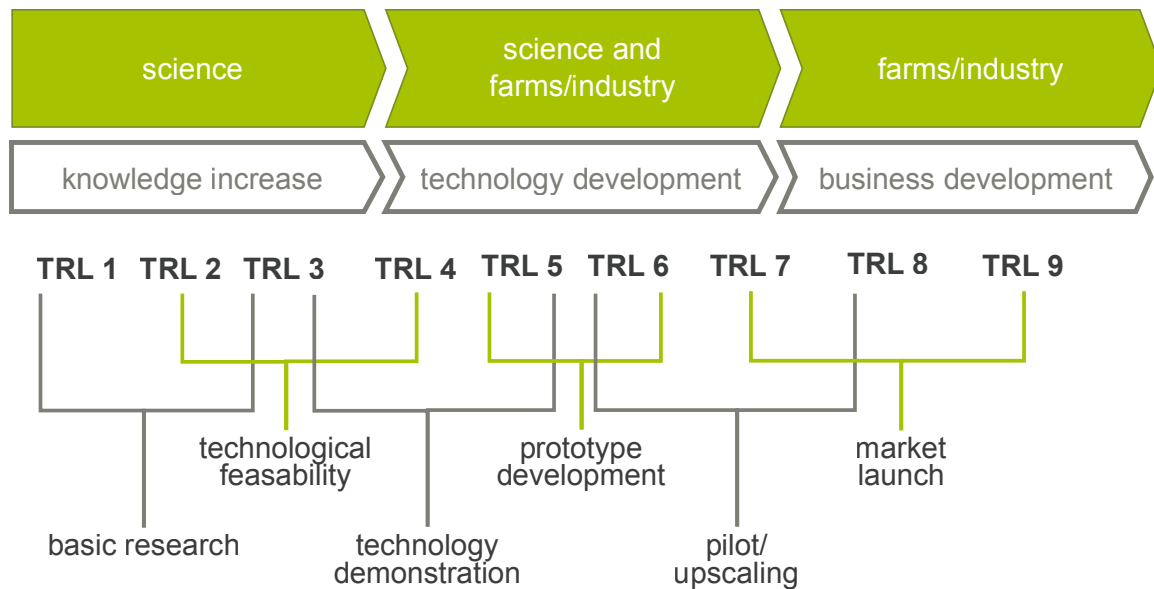 science
science and
farms/industry
farms/industry
knowledge increase
technology development
business development
TRL 1
TRL 2
TRL 3
TRL 4
TRL 5
TRL 6
TRL 7
TRL 8
TRL 9
technological
feasability
prototype
development
market
launch
basic research
technology
demonstration
pilot/
upscaling